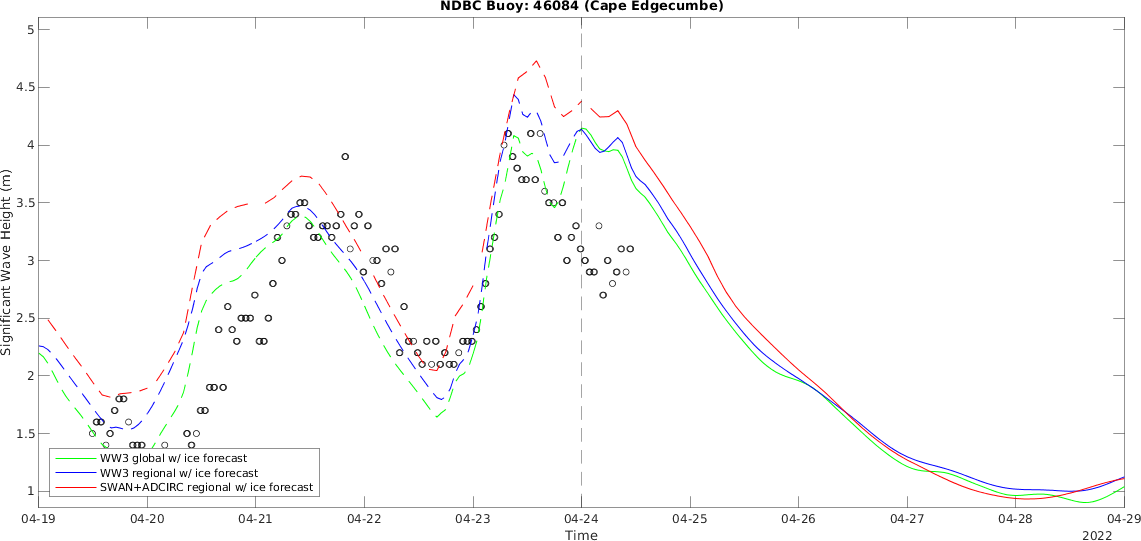 NDBC Buoy: 46084 (Cape Edgecumbe)
Significant Wave Height (m)
5
4.5
4
3.5
3
2.5
2
1.5
1
WW3 global w/ ice forecast
WW3 regional w/ ice forecast
SWAN+ADCIRC regional w/ ice forecast
04-19 04-20 04-21 04-22 04-23 04-24 04-25 04-26 04-27 04-28 04-29
Time
2022